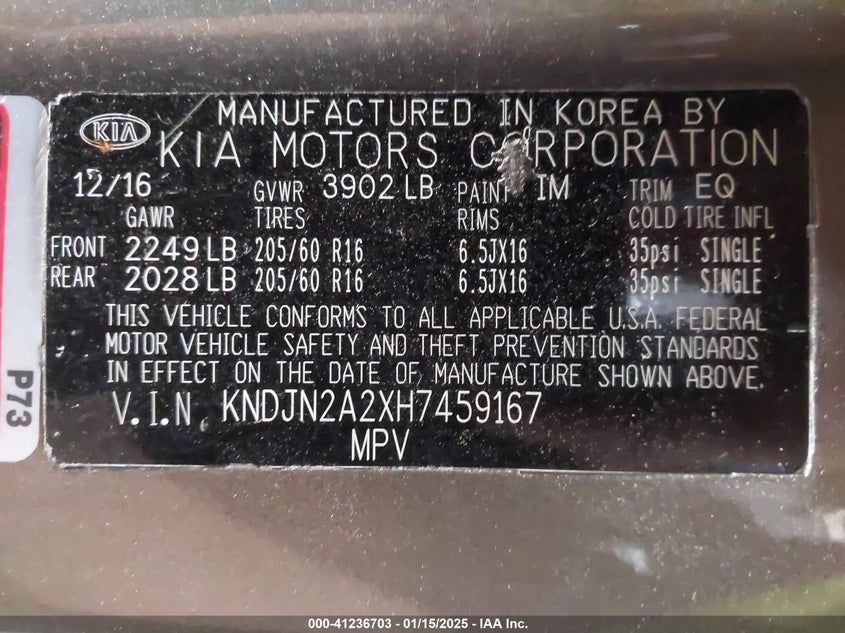 KIA
MANUFACTURED IN KOREA BY
KIA MOTORS CORPORATION
12/16 GVWR 3902 LB PAINT IM TRIM EQ
GAWR TIRES RIMS COLD TIRE INFL
FRONT 2249 LB 205/60 R16 6.5JX16 35psi SINGLE
REAR 2028 LB 205/60 R16 6.5JX16 35psi SINGLE
THIS VEHICLE CONFORMS TO ALL APPLICABLE U.S.A. FEDERAL
MOTOR VEHICLE SAFETY AND THEFT PREVENTION STANDARDS
IN EFFECT ON THE DATE OF MANUFACTURE SHOWN ABOVE.
V.I.N. KNDJN2A2XH7459167
MPV
P73
000-41236703 - 01/15/2025 - IAA Inc.